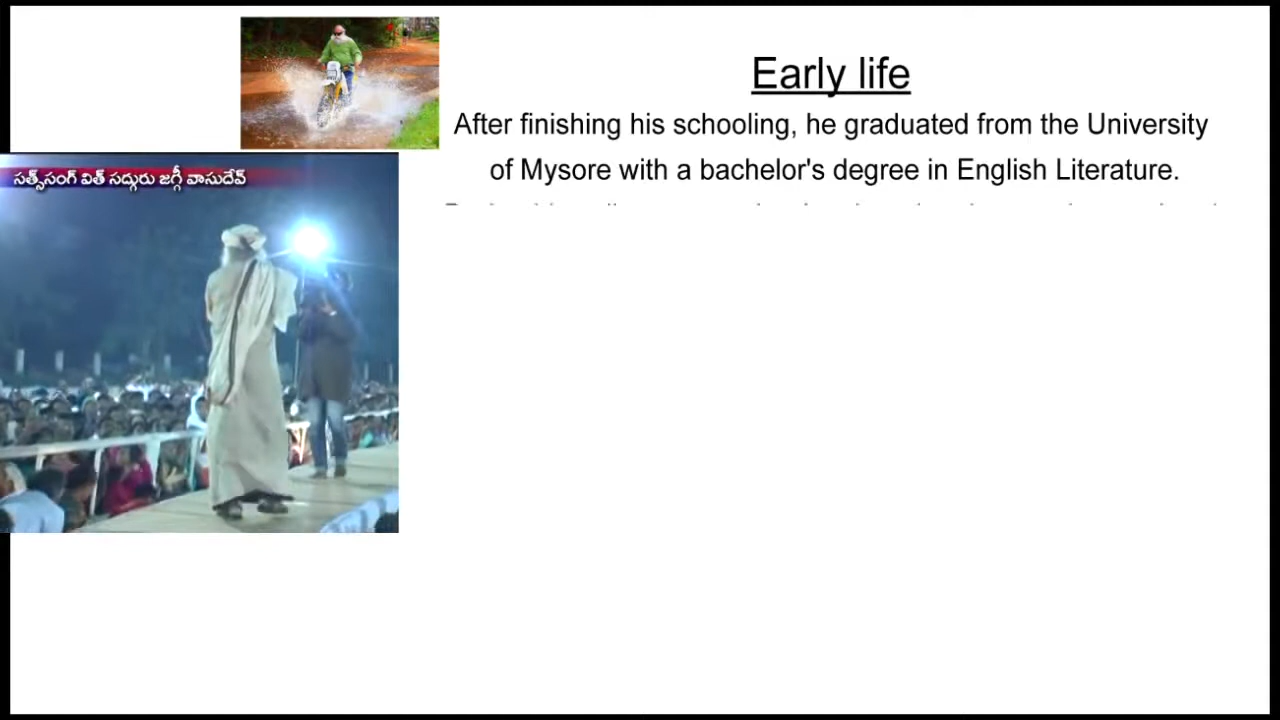 Early life
After finishing his schooling, he graduated from the University
of Mysore with a bachelor's degree in English Literature.
సత్సంగ్ విత్ సద్గురు జగ్గీ వాసుదేవ్